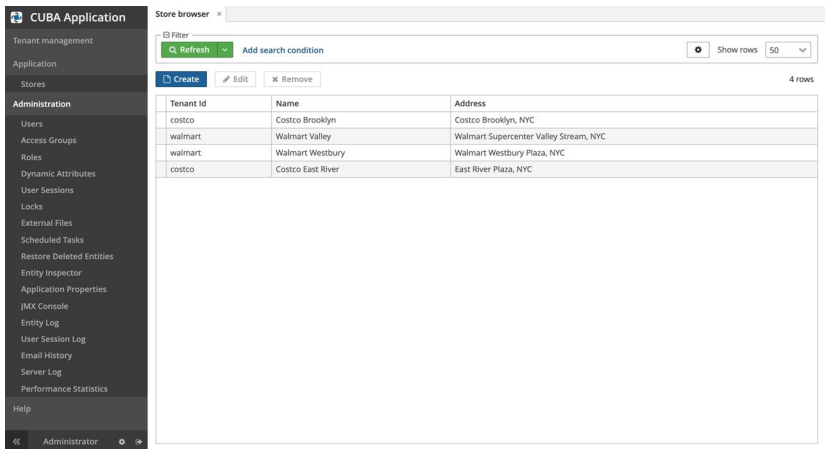 CUBA Application
Tenant management
Application
Stores
Administration
Users
Access Groups
Roles
Dynamic Attributes
User Sessions
Locks
External Files
Scheduled Tasks
Restore Deleted Entities
Entity Inspector
Application Properties
JMX Console
Entity Log
User Session Log
Email History
Server Log
Performance Statistics
Help
Administrator
Store browser ×
Filter
Refresh Add search condition Show rows 50
Create Edit Remove 4 rows
Tenant Id Name Address
costco Costco Brooklyn Costco Brooklyn, NYC
walmart Walmart Valley Walmart Supercenter Valley Stream, NYC
walmart Walmart Westbury Walmart Westbury Plaza, NYC
costco Costco East River East River Plaza, NYC